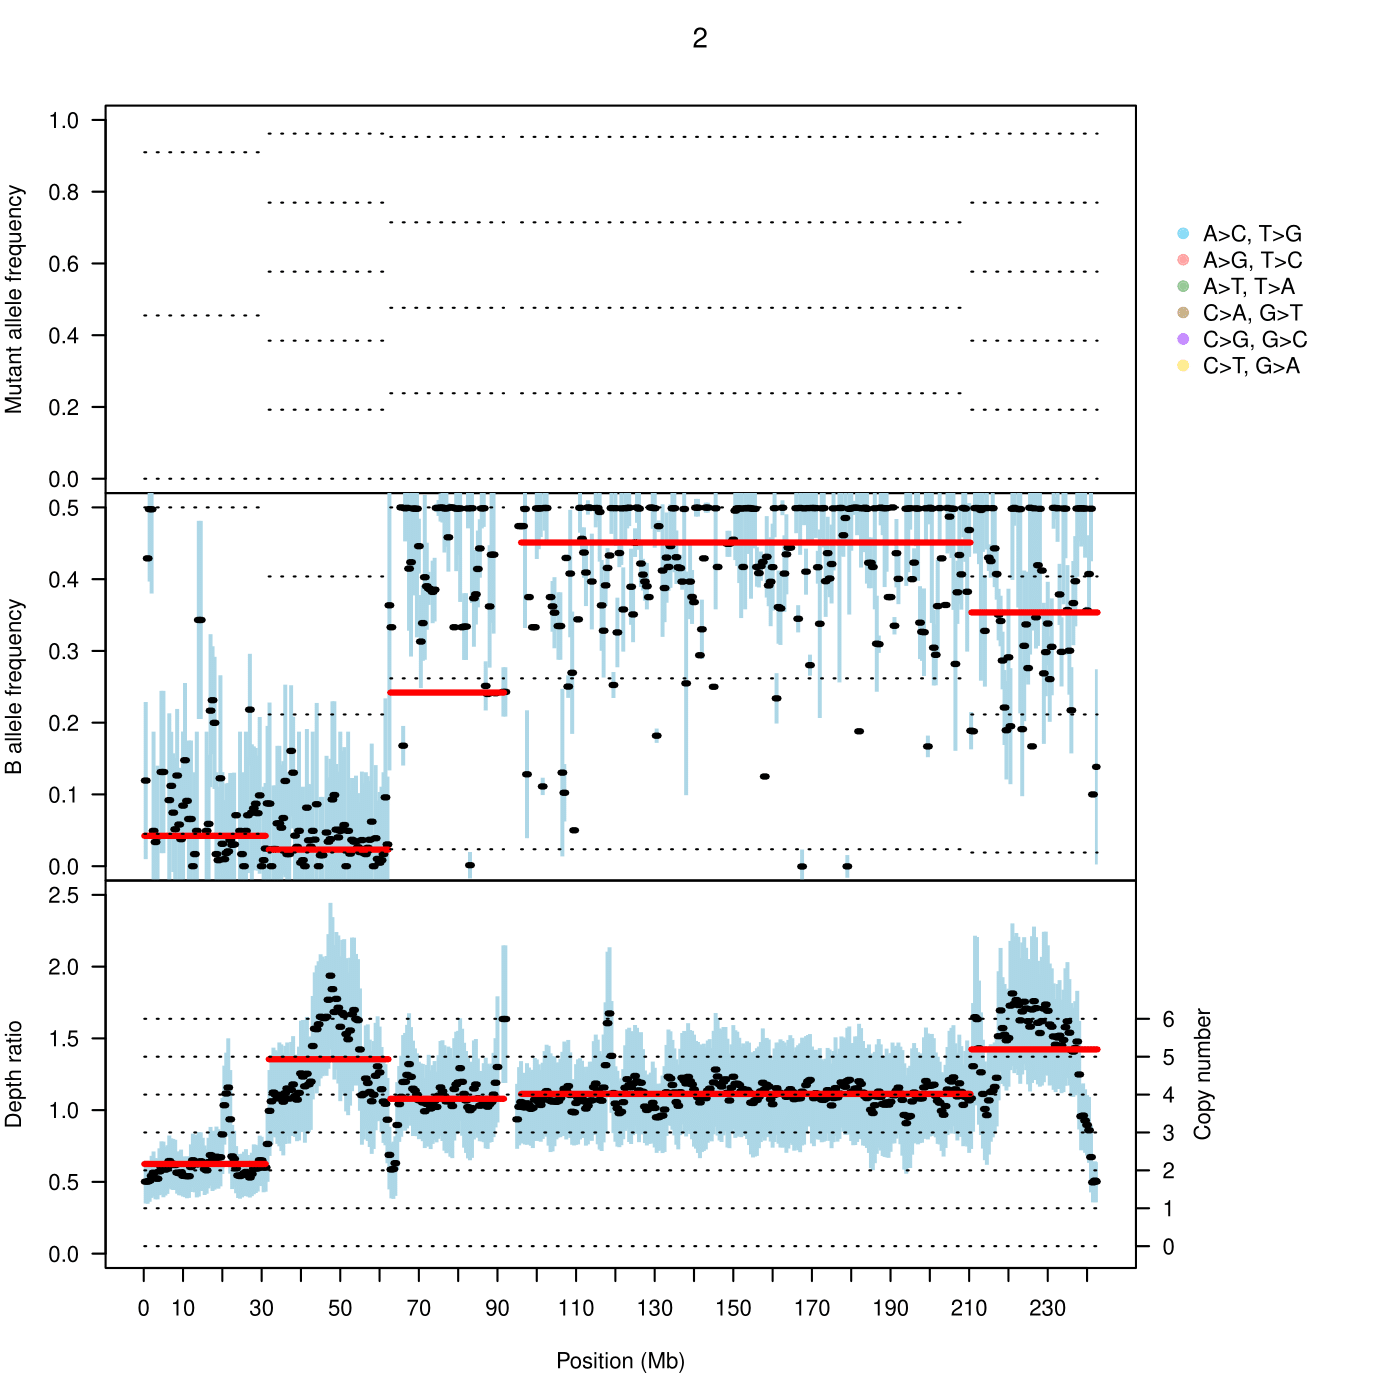 2
Mutant allele frequency
1.0
0.8
0.6
0.4
0.2
0.0
A>C, T>G
A>G, T>C
A>T, T>A
C>A, G>T
C>G, G>C
C>T, G>A
B allele frequency
0.5
0.4
0.3
0.2
0.1
0.0
Depth ratio
2.5
2.0
1.5
1.0
0.5
0.0
6
5
4
3
2
1
0
Copy number
0 10 30 50 70 90 110 130 150 170 190 210 230
Position (Mb)